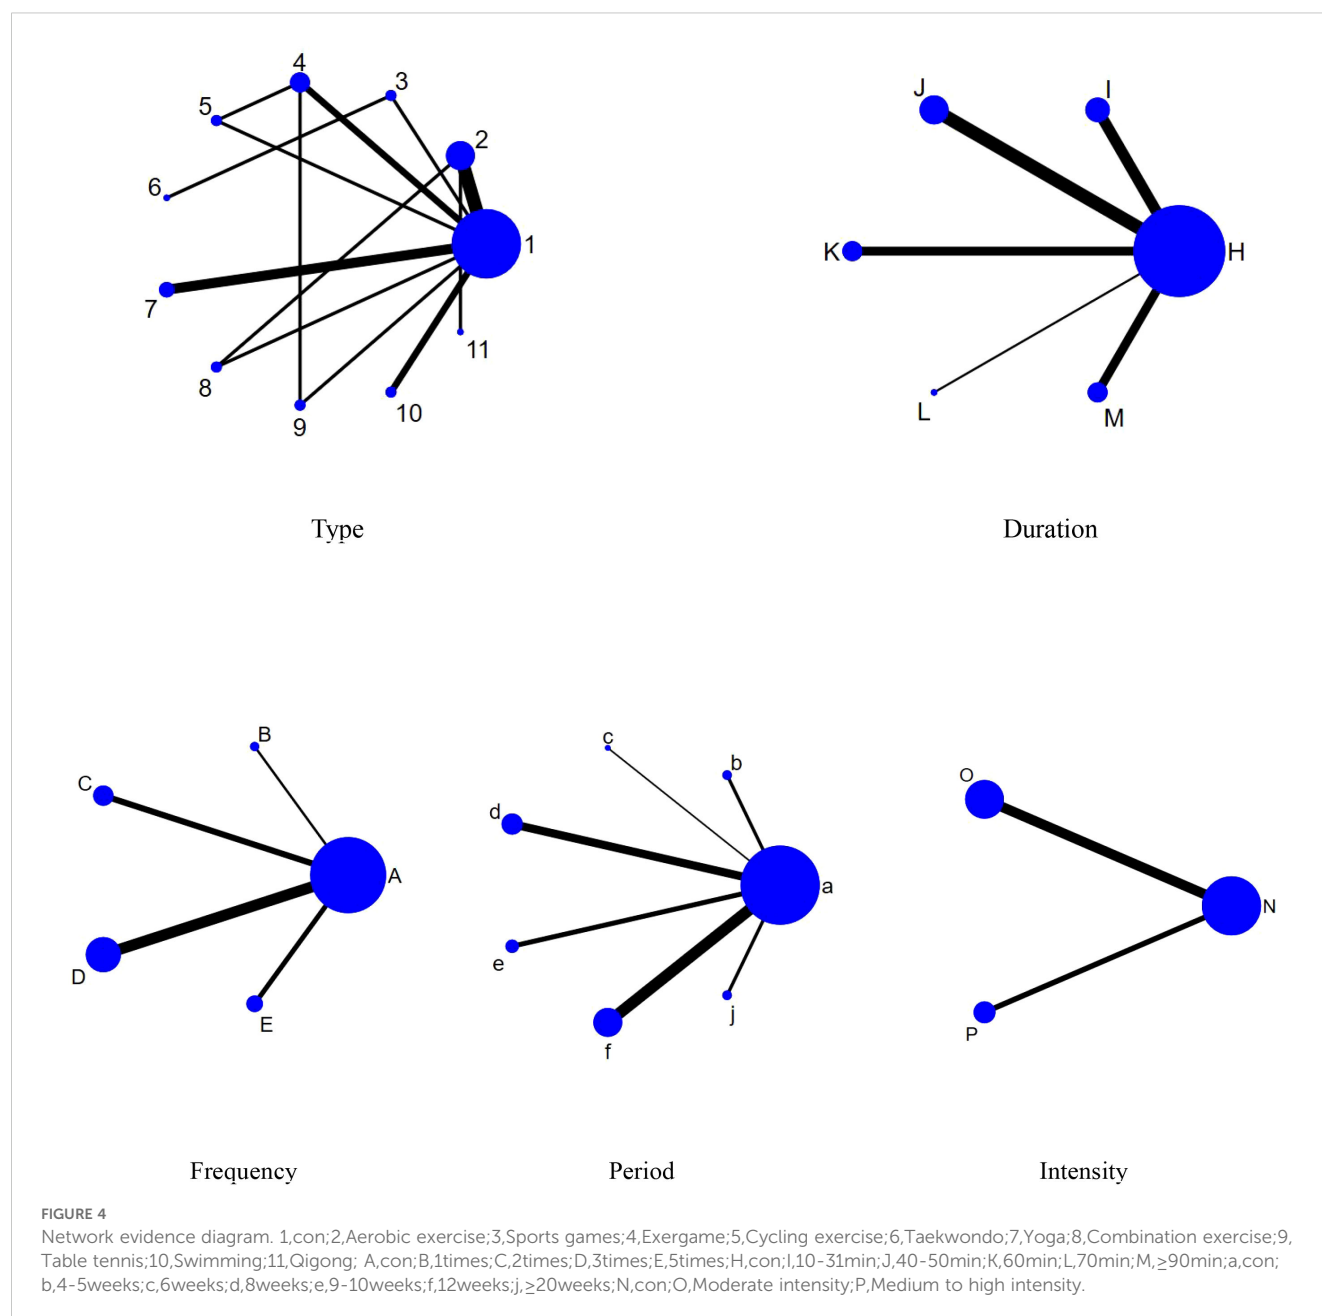 4
3
5
2
6
1
7
11
8
10
9
Type
J
I
K
H
L
M
Duration
B
C
A
D
E
Frequency
c
b
d
a
e
j
f
Period
O
N
P
Intensity
FIGURE 4
Network evidence diagram. 1,con;2,Aerobic exercise;3,Sports games;4,Exergame;5,Cycling exercise;6,Taekwondo;7,Yoga;8,Combination exercise;9,
Table tennis;10,Swimming;11,Qigong; A,con;B,1times;C,2times;D,3times;E,5times;H,con;I,10-31min;J,40-50min;K,60min;L,70min;M,≥90min;a,con;
b,4-5weeks;c,6weeks;d,8weeks;e,9-10weeks;f,12weeks;j,≥20weeks;N,con;O,Moderate intensity;P,Medium to high intensity.